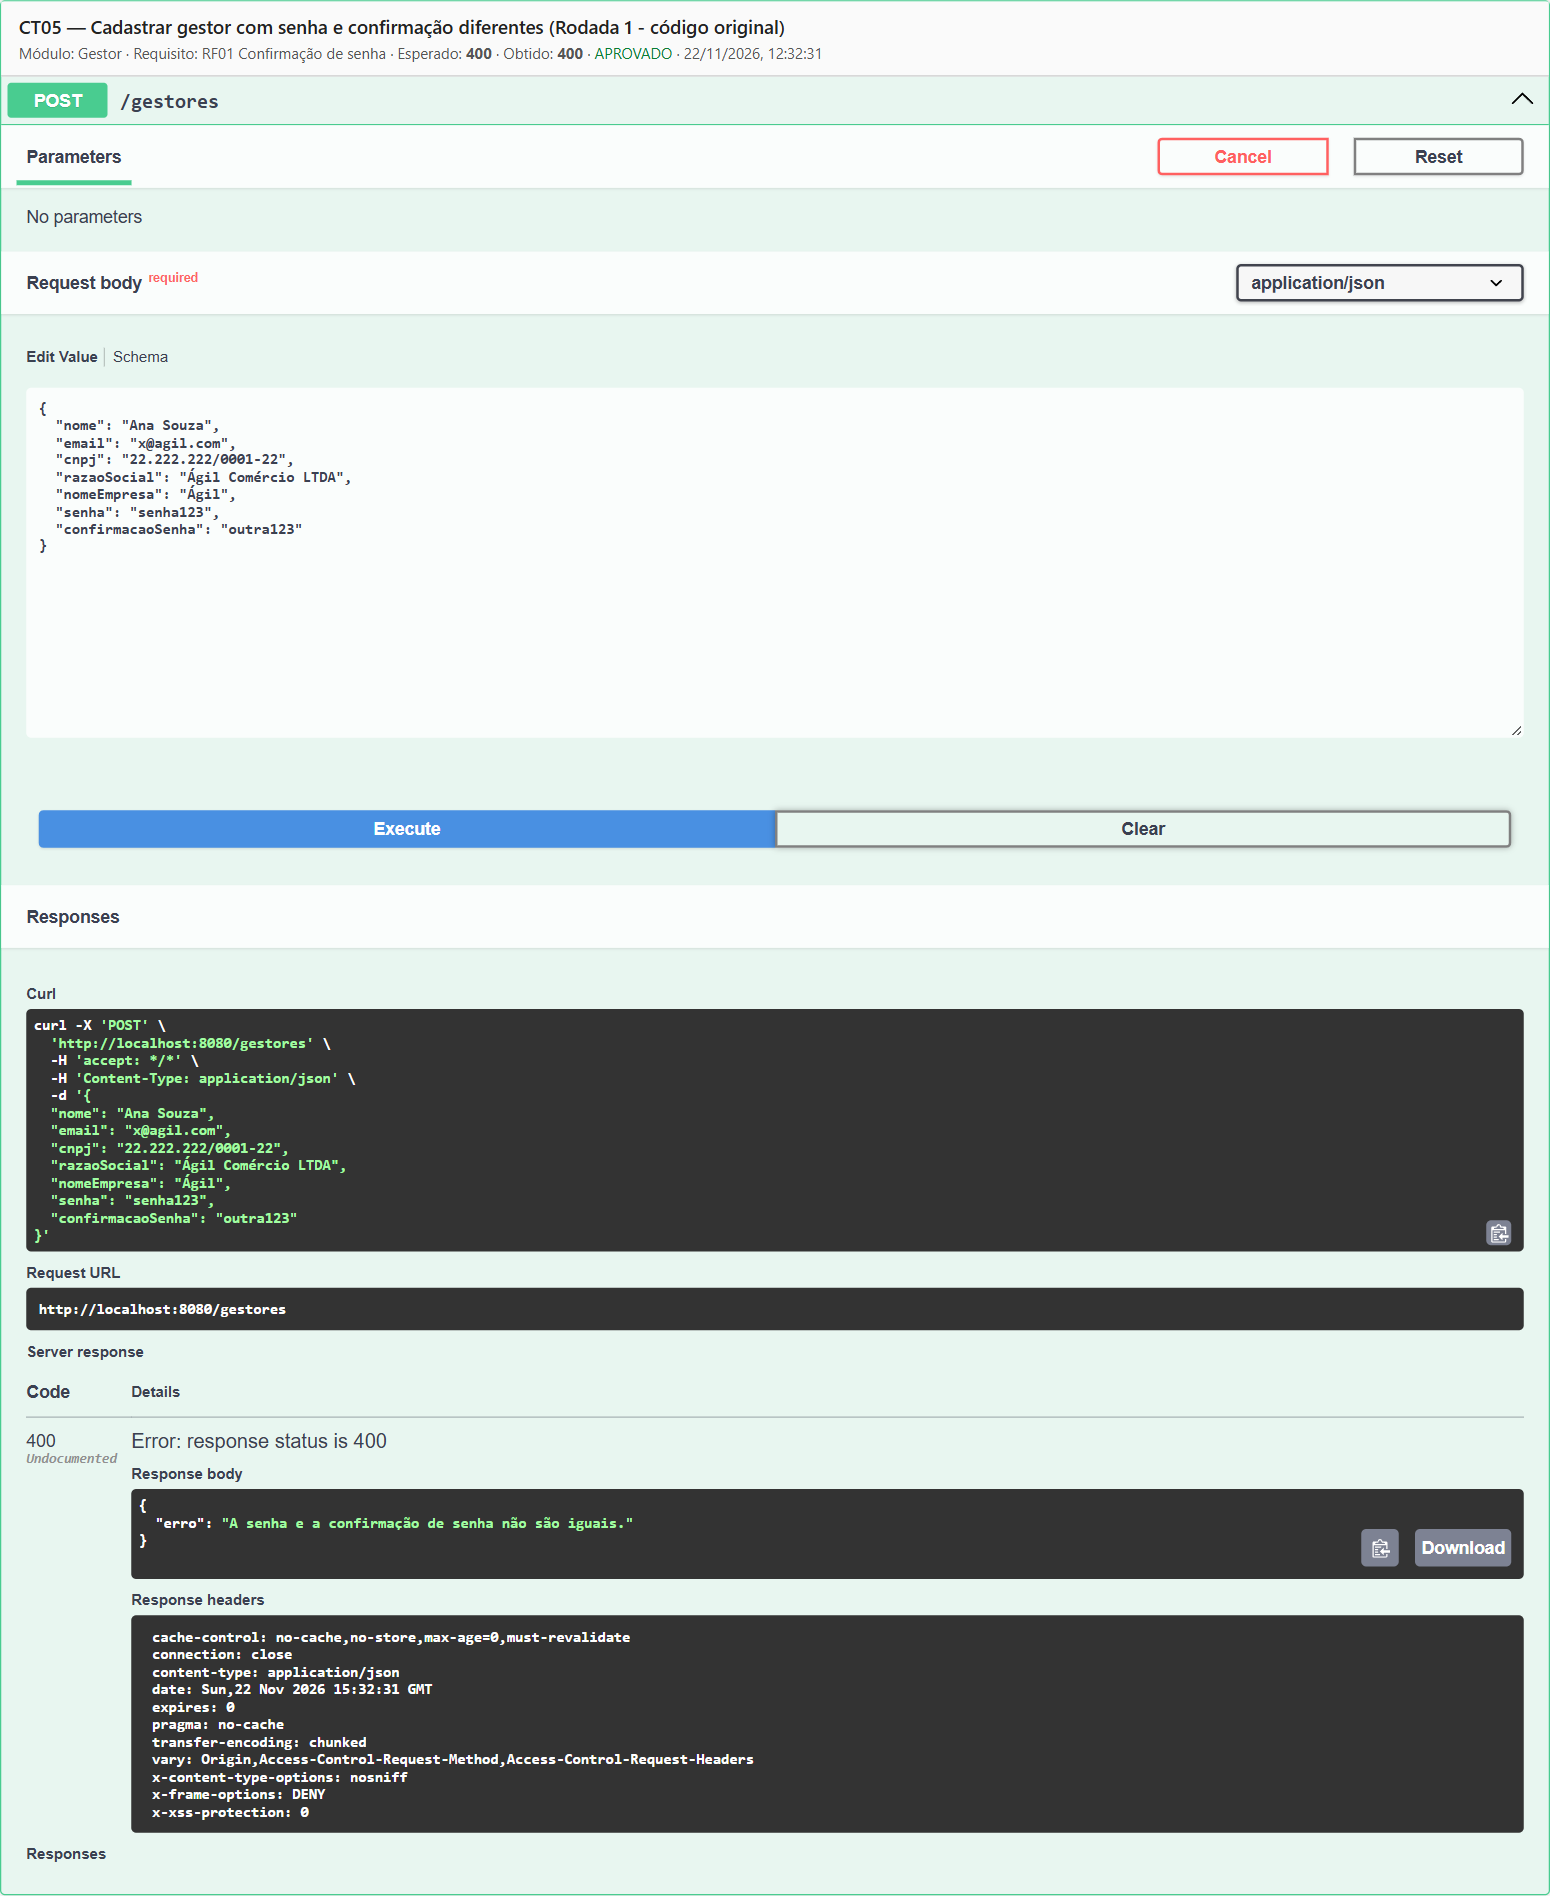 CT05 — Cadastrar gestor com senha e confirmação diferentes (Rodada 1 - código original)
Módulo: Gestor · Requisito: RF01 Confirmação de senha · Esperado: 400 · Obtido: 400 · APROVADO · 22/11/2026, 12:32:31
POST /gestores
Parameters
Cancel
Reset
No parameters
Request body required
application/json
Edit Value
Schema
{
  "nome": "Ana Souza",
  "email": "x@agil.com",
  "cnpj": "22.222.222/0001-22",
  "razaoSocial": "Ágil Comércio LTDA",
  "nomeEmpresa": "Ágil",
  "senha": "senha123",
  "confirmacaoSenha": "outra123"
}
Execute
Clear
Responses
Curl
curl -X 'POST' \
  'http://localhost:8080/gestores' \
  -H 'accept: */*' \
  -H 'Content-Type: application/json' \
  -d '{
  "nome": "Ana Souza",
  "email": "x@agil.com",
  "cnpj": "22.222.222/0001-22",
  "razaoSocial": "Ágil Comércio LTDA",
  "nomeEmpresa": "Ágil",
  "senha": "senha123",
  "confirmacaoSenha": "outra123"
}'
Request URL
http://localhost:8080/gestores
Server response
Code
Details
400
Undocumented
Error: response status is 400
Response body
{
  "erro": "A senha e a confirmação de senha não são iguais."
}
Download
Response headers
cache-control: no-cache,no-store,max-age=0,must-revalidate
connection: close
content-type: application/json
date: Sun,22 Nov 2026 15:32:31 GMT
expires: 0
pragma: no-cache
transfer-encoding: chunked
vary: Origin,Access-Control-Request-Method,Access-Control-Request-Headers
x-content-type-options: nosniff
x-frame-options: DENY
x-xss-protection: 0
Responses